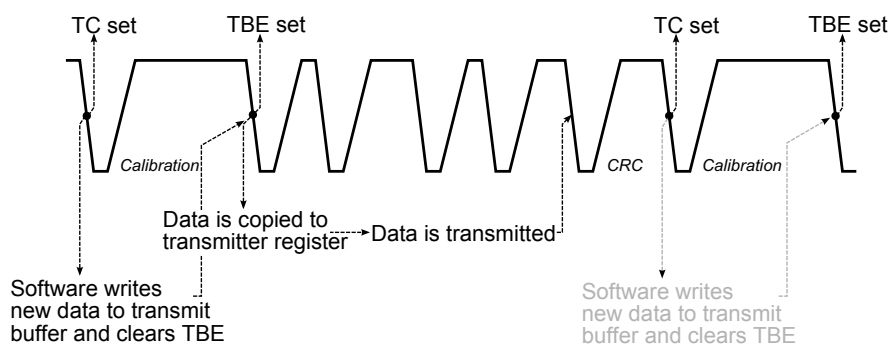 TC set
TBE set
TC set
TBE set
Calibration
CRC
Calibration
Data is copied to
transmitter register
Data is transmitted
Software writes
new data to transmit
buffer and clears TBE
Software writes
new data to transmit
buffer and clears TBE